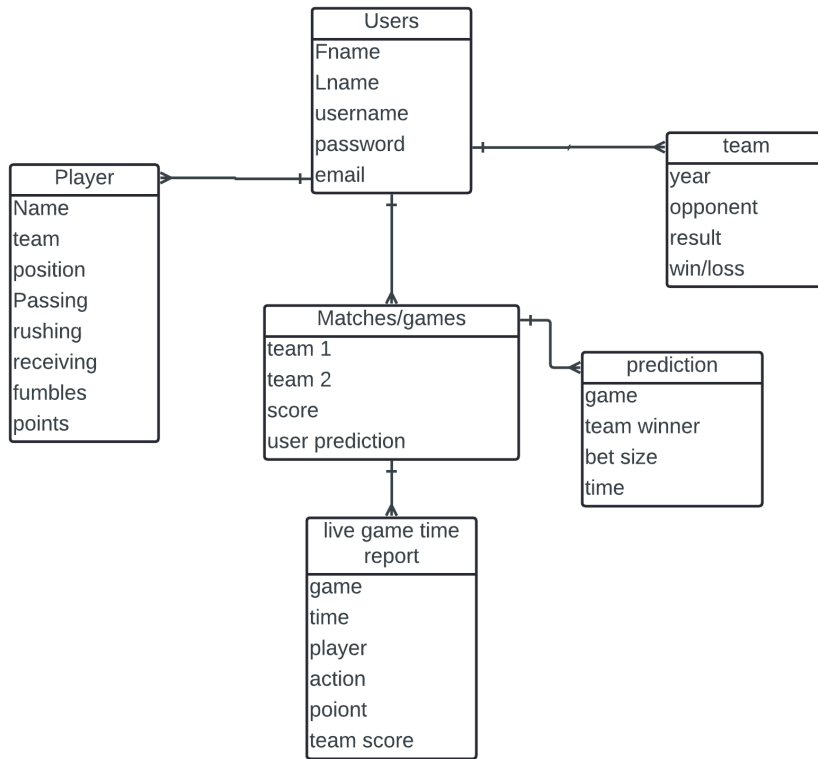 Users
Fname
Lname
username
password
email
team
year
opponent
result
win/loss
Player
Name
team
position
Passing
rushing
receiving
fumbles
points
Matches/games
team 1
team 2
score
user prediction
prediction
game
team winner
bet size
time
live game time
report
game
time
player
action
poiont
team score